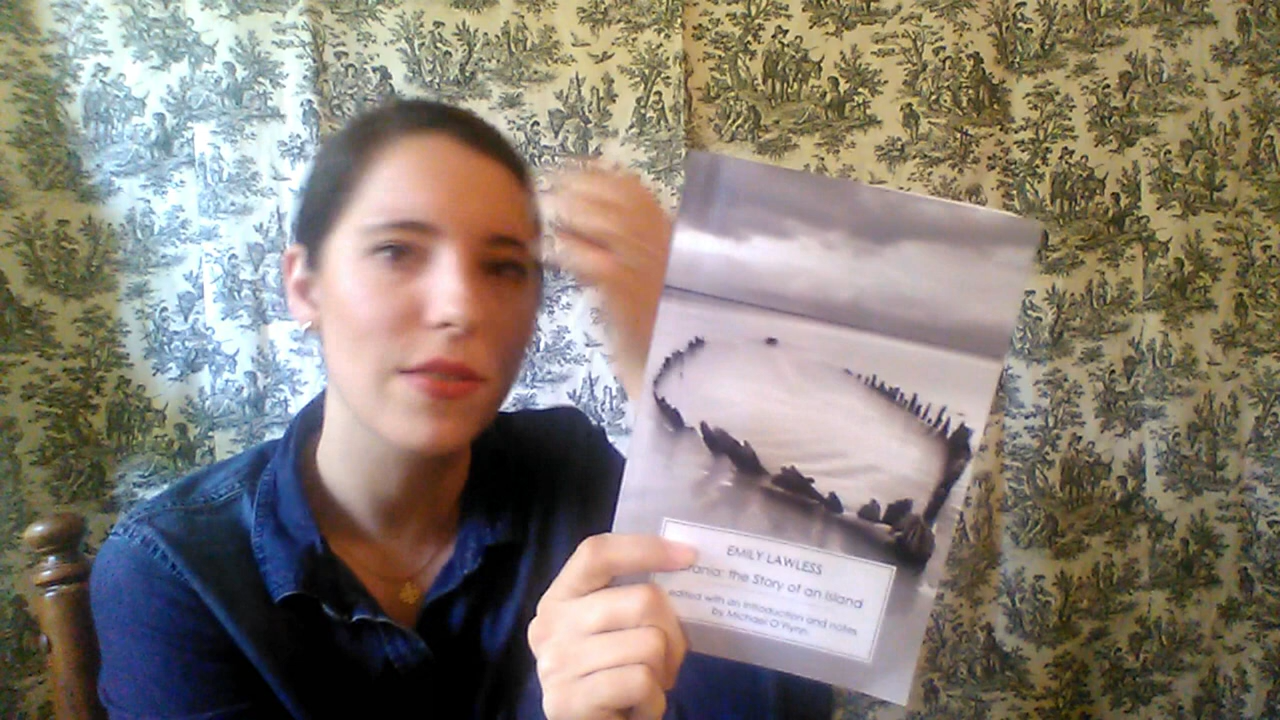 EMILY LAWLESS
rania: the Story of an Island
edited with an introduction and notes
by Michael O'Flynn